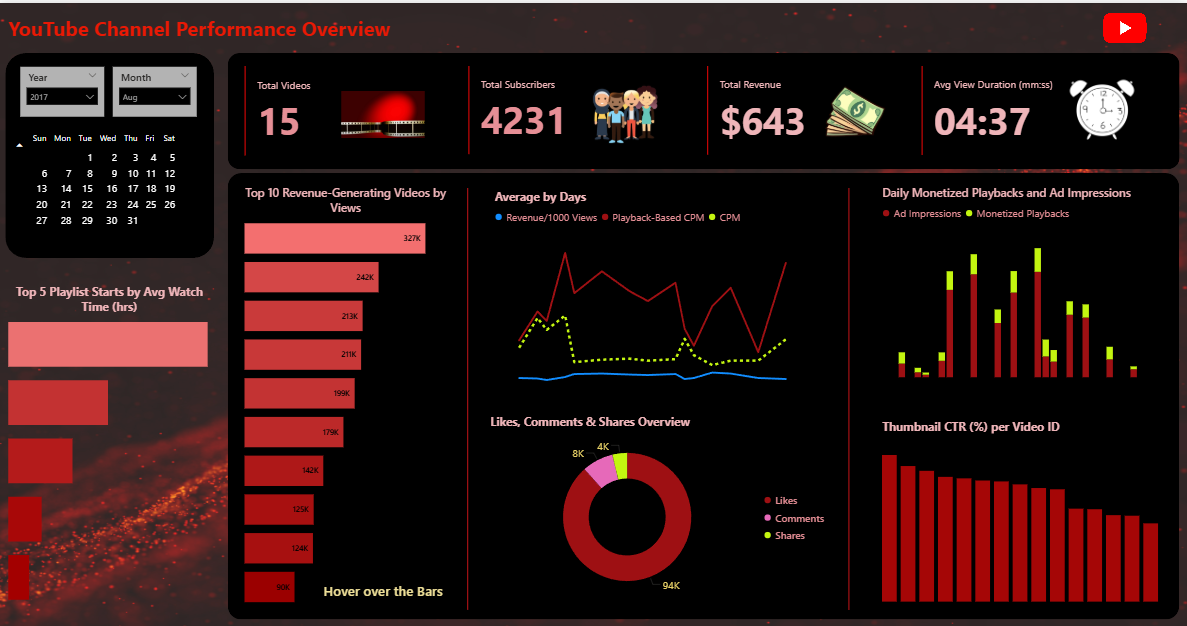 YouTube Channel Performance Overview
Year
Month
2017
Aug
Sun Mon Tue Wed Thu Fri Sat
1 2 3 4 5
6 7 8 9 10 11 12
13 14 15 16 17 18 19
20 21 22 23 24 25 26
27 28 29 30 31
Total Videos
15
Total Subscribers
4231
Total Revenue
$643
Avg View Duration (mm:ss)
04:37
Top 5 Playlist Starts by Avg Watch
Time (hrs)
Top 10 Revenue-Generating Videos by
Views
327K
242K
213K
211K
199K
179K
142K
125K
124K
90K
Hover over the Bars
Average by Days
Revenue/1000 Views
Playback-Based CPM
CPM
Likes, Comments & Shares Overview
4K
8K
94K
Likes
Comments
Shares
Daily Monetized Playbacks and Ad Impressions
Ad Impressions
Monetized Playbacks
Thumbnail CTR (%) per Video ID